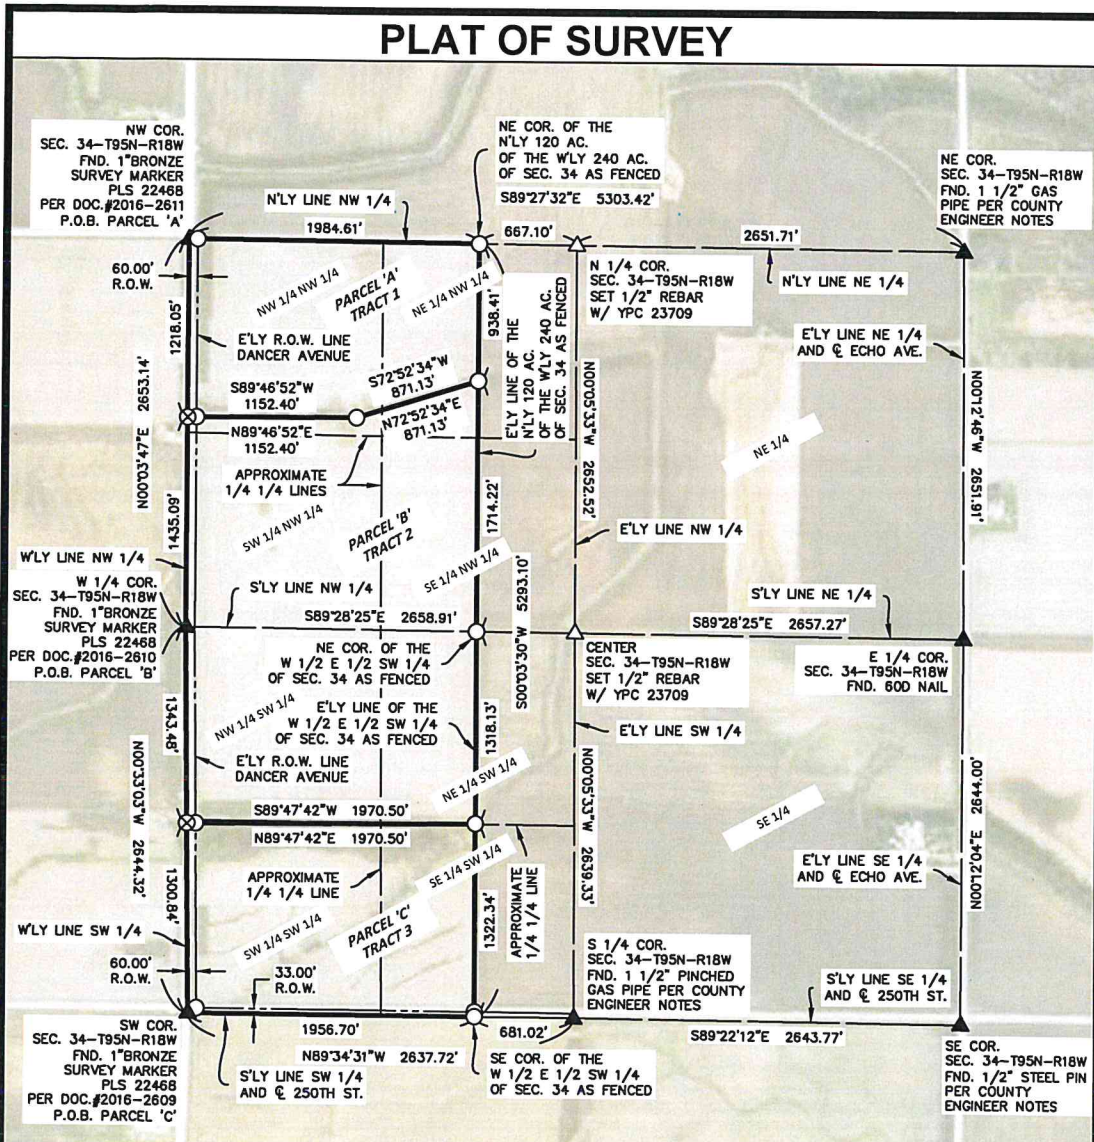 PLAT OF SURVEY
NW COR.
SEC. 34-T95N-R18W
FND. 1"BRONZE
SURVEY MARKER
PLS 22468
PER DOC.#2016-2611
P.O.B. PARCEL 'A'
NE COR. OF THE
N'LY 120 AC.
OF THE W'LY 240 AC.
OF SEC. 34 AS FENCED
S89°27'32"E 5303.42'
NE COR.
SEC. 34-T95N-R18W
FND. 1 1/2" GAS
PIPE PER COUNTY
ENGINEER NOTES
N'LY LINE NW 1/4
1984.61'
667.10'
2651.71'
60.00'
R.O.W.
NW 1/4 NW 1/4
PARCEL 'A'
TRACT 1
NE 1/4 NW 1/4
938.41'
N 1/4 COR.
SEC. 34-T95N-R18W
SET 1/2" REBAR
W/ YPC 23709
N'LY LINE NE 1/4
1218.05'
E'LY R.O.W. LINE
DANCER AVENUE
E'LY LINE OF THE
N'LY 120 AC.
OF THE W'LY 240 AC.
OF SEC. 34 AS FENCED
E'LY LINE NE 1/4
AND ℄ ECHO AVE.
N00°03'47"E 2653.14'
S89°46'52"W
1152.40'
S72°52'34"W
871.13'
N72°52'34"E
871.13'
N89°46'52"E
1152.40'
N00°05'33"W 2652.52'
NE 1/4
N00°12'46"W 2651.91'
APPROXIMATE
1/4 1/4 LINES
1435.09'
SW 1/4 NW 1/4
PARCEL 'B'
TRACT 2
1714.22'
E'LY LINE NW 1/4
W'LY LINE NW 1/4
W 1/4 COR.
SEC. 34-T95N-R18W
FND. 1"BRONZE
SURVEY MARKER
PLS 22468
PER DOC.#2016-2610
P.O.B. PARCEL 'B'
S'LY LINE NW 1/4
SE 1/4 NW 1/4
S89°28'25"E 2658.91'
S00°03'30"W 5293.10'
S'LY LINE NE 1/4
S89°28'25"E 2657.27'
NE COR. OF THE
W 1/2 E 1/2 SW 1/4
OF SEC. 34 AS FENCED
CENTER
SEC. 34-T95N-R18W
SET 1/2" REBAR
W/ YPC 23709
E 1/4 COR.
SEC. 34-T95N-R18W
FND. 60D NAIL
1343.48'
NW 1/4 SW 1/4
E'LY LINE OF THE
W 1/2 E 1/2 SW 1/4
OF SEC. 34 AS FENCED
1318.13'
E'LY LINE SW 1/4
E'LY R.O.W. LINE
DANCER AVENUE
NE 1/4 SW 1/4
N00°33'03"W 2644.32'
S89°47'42"W 1970.50'
N89°47'42"E 1970.50'
N00°05'33"W 2639.33'
SE 1/4
N00°12'04"E 2644.00'
1300.84'
APPROXIMATE
1/4 1/4 LINE
SE 1/4 SW 1/4
APPROXIMATE
1/4 1/4 LINE
E'LY LINE SE 1/4
AND ℄ ECHO AVE.
W'LY LINE SW 1/4
SW 1/4 SW 1/4
PARCEL 'C'
TRACT 3
1322.34'
S 1/4 COR.
SEC. 34-T95N-R18W
FND. 1 1/2" PINCHED
GAS PIPE PER COUNTY
ENGINEER NOTES
60.00'
R.O.W.
33.00'
R.O.W.
S'LY LINE SE 1/4
AND ℄ 250TH ST.
SW COR.
SEC. 34-T95N-R18W
FND. 1"BRONZE
SURVEY MARKER
PLS 22468
PER DOC.#2016-2609
P.O.B. PARCEL 'C'
1956.70'
681.02'
S89°22'12"E 2643.77'
N89°34'31"W 2637.72'
S'LY LINE SW 1/4
AND ℄ 250TH ST.
SE COR. OF THE
W 1/2 E 1/2 SW 1/4
OF SEC. 34 AS FENCED
SE COR.
SEC. 34-T95N-R18W
FND. 1/2" STEEL PIN
PER COUNTY
ENGINEER NOTES